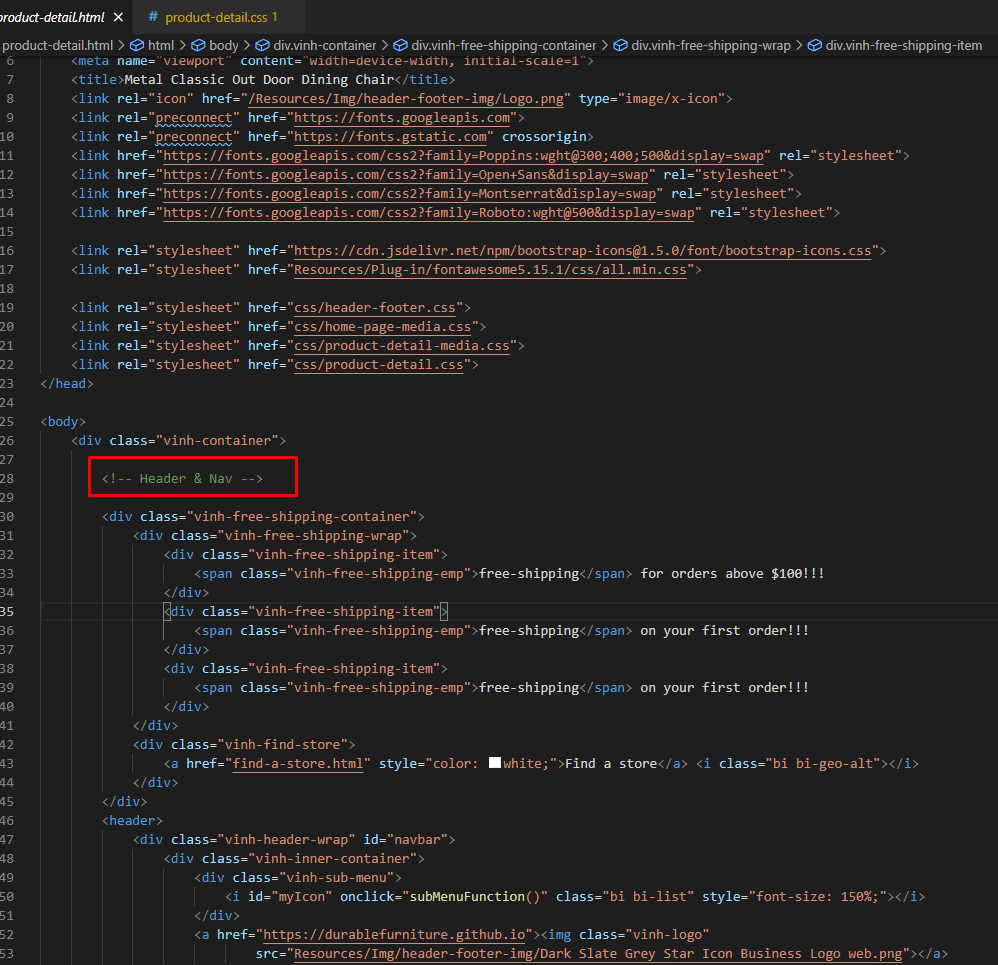 product-detail.html × # product-detail.css 1
product-detail.html > html > body > div.vinh-container > div.vinh-free-shipping-container > div.vinh-free-shipping-wrap > div.vinh-free-shipping-item
6 <meta name="viewport" content="width=device-width, initial-scale=1">
7 <title>Metal Classic Out Door Dining Chair</title>
8 <link rel="icon" href="/Resources/Img/header-footer-img/Logo.png" type="image/x-icon">
9 <link rel="preconnect" href="https://fonts.googleapis.com">
10 <link rel="preconnect" href="https://fonts.gstatic.com" crossorigin>
11 <link href="https://fonts.googleapis.com/css2?family=Poppins:wght@300;400;500&display=swap" rel="stylesheet">
12 <link href="https://fonts.googleapis.com/css2?family=Open+Sans&display=swap" rel="stylesheet">
13 <link href="https://fonts.googleapis.com/css2?family=Montserrat&display=swap" rel="stylesheet">
14 <link href="https://fonts.googleapis.com/css2?family=Roboto:wght@500&display=swap" rel="stylesheet">
15
16 <link rel="stylesheet" href="https://cdn.jsdelivr.net/npm/bootstrap-icons@1.5.0/font/bootstrap-icons.css">
17 <link rel="stylesheet" href="Resources/Plug-in/fontawesome5.15.1/css/all.min.css">
18
19 <link rel="stylesheet" href="css/header-footer.css">
20 <link rel="stylesheet" href="css/home-page-media.css">
21 <link rel="stylesheet" href="css/product-detail-media.css">
22 <link rel="stylesheet" href="css/product-detail.css">
23 </head>
24
25 <body>
26 <div class="vinh-container">
27
28 <!-- Header & Nav -->
29
30 <div class="vinh-free-shipping-container">
31 <div class="vinh-free-shipping-wrap">
32 <div class="vinh-free-shipping-item">
33 <span class="vinh-free-shipping-emp">free-shipping</span> for orders above $100!!!
34 </div>
35 <div class="vinh-free-shipping-item">
36 <span class="vinh-free-shipping-emp">free-shipping</span> on your first order!!!
37 </div>
38 <div class="vinh-free-shipping-item">
39 <span class="vinh-free-shipping-emp">free-shipping</span> on your first order!!!
40 </div>
41 </div>
42 <div class="vinh-find-store">
43 <a href="find-a-store.html" style="color: white;">Find a store</a> <i class="bi bi-geo-alt"></i>
44 </div>
45 </div>
46 <header>
47 <div class="vinh-header-wrap" id="navbar">
48 <div class="vinh-inner-container">
49 <div class="vinh-sub-menu">
50 <i id="myIcon" onclick="subMenuFunction()" class="bi bi-list" style="font-size: 150%;"></i>
51 </div>
52 <a href="https://durablefurniture.github.io"><img class="vinh-logo"
53 src="Resources/Img/header-footer-img/Dark Slate Grey Star Icon Business Logo web.png"></a>